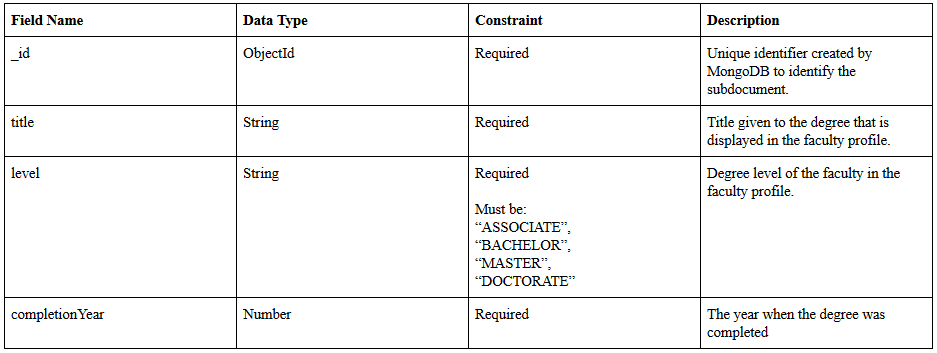 Field Name Data Type Constraint Description
_id ObjectId Required Unique identifier created by
MongoDB to identify the
subdocument.
title String Required Title given to the degree that is
displayed in the faculty profile.
level String Required Degree level of the faculty in the
faculty profile.
Must be:
“ASSOCIATE”,
“BACHELOR”,
“MASTER”,
“DOCTORATE”
completionYear Number Required The year when the degree was
completed